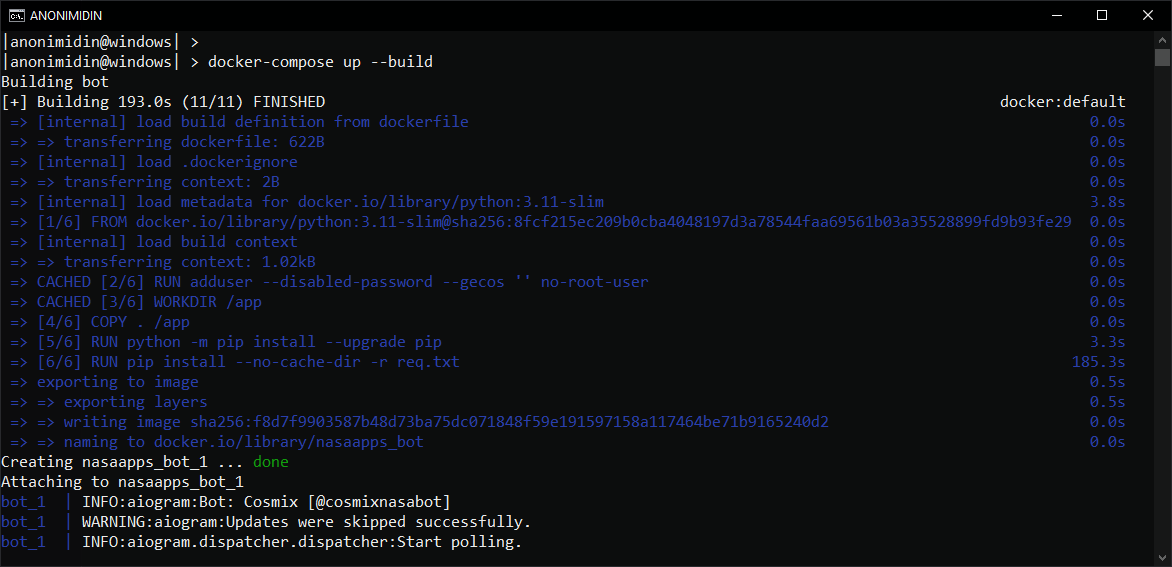 ANONIMIDIN
|anonimidin@windows| >
|anonimidin@windows| > docker-compose up --build
Building bot
[+] Building 193.0s (11/11) FINISHED docker:default
=> [internal] load build definition from dockerfile 0.0s
=> => transferring dockerfile: 622B 0.0s
=> [internal] load .dockerignore 0.0s
=> => transferring context: 2B 0.0s
=> [internal] load metadata for docker.io/library/python:3.11-slim 3.8s
=> [1/6] FROM docker.io/library/python:3.11-slim@sha256:8fcf215ec209b0cba4048197d3a78544faa69561b03a35528899fd9b93fe29 0.0s
=> [internal] load build context 0.0s
=> => transferring context: 1.02kB 0.0s
=> CACHED [2/6] RUN adduser --disabled-password --gecos '' no-root-user 0.0s
=> CACHED [3/6] WORKDIR /app 0.0s
=> [4/6] COPY . /app 0.0s
=> [5/6] RUN python -m pip install --upgrade pip 3.3s
=> [6/6] RUN pip install --no-cache-dir -r req.txt 185.3s
=> exporting to image 0.5s
=> => exporting layers 0.5s
=> => writing image sha256:f8d7f9903587b48d73ba75dc071848f59e191597158a117464be71b9165240d2 0.0s
=> => naming to docker.io/library/nasaapps_bot 0.0s
Creating nasaapps_bot_1 ... done
Attaching to nasaapps_bot_1
bot_1 | INFO:aiogram:Bot: Cosmix [@cosmixnasabot]
bot_1 | WARNING:aiogram:Updates were skipped successfully.
bot_1 | INFO:aiogram.dispatcher.dispatcher:Start polling.